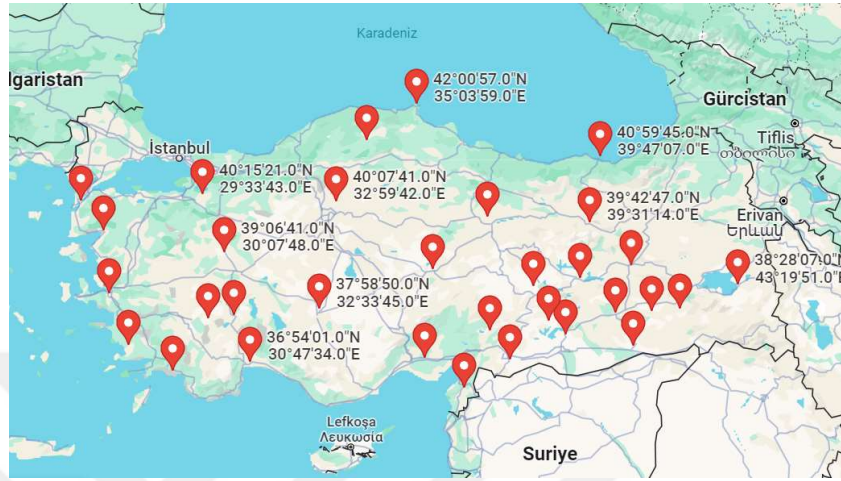 Karadeniz
lgaristan
42°00'57.0"N
35°03'59.0"E
Gürcistan
İstanbul
40°59'45.0"N
39°47'07.0"E
Tiflis
თბილისი
40°15'21.0"N
29°33'43.0"E
40°07'41.0"N
32°59'42.0"E
39°42'47.0"N
39°31'14.0"E
Erivan
Երևան
39°06'41.0"N
30°07'48.0"E
38°28'07.0"N
43°19'51.0"E
37°58'50.0"N
32°33'45.0"E
36°54'01.0"N
30°47'34.0"E
Lefkoşa
Λευκωσία
Suriye